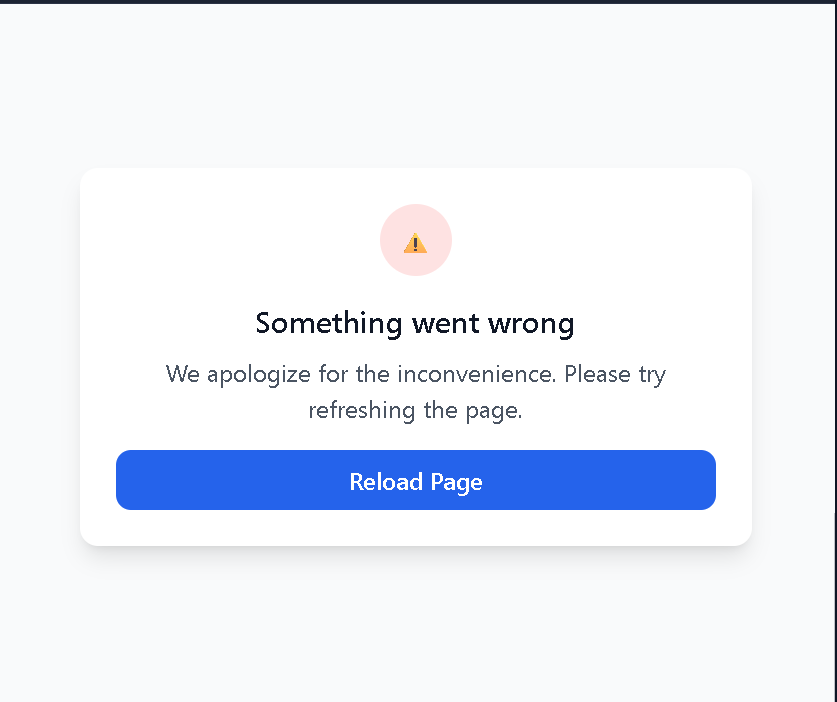 Something went wrong
We apologize for the inconvenience. Please try
refreshing the page.
Reload Page